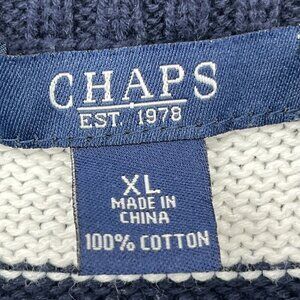 CHAPS
EST. 1978
XL
MADE IN
CHINA
100% COTTON